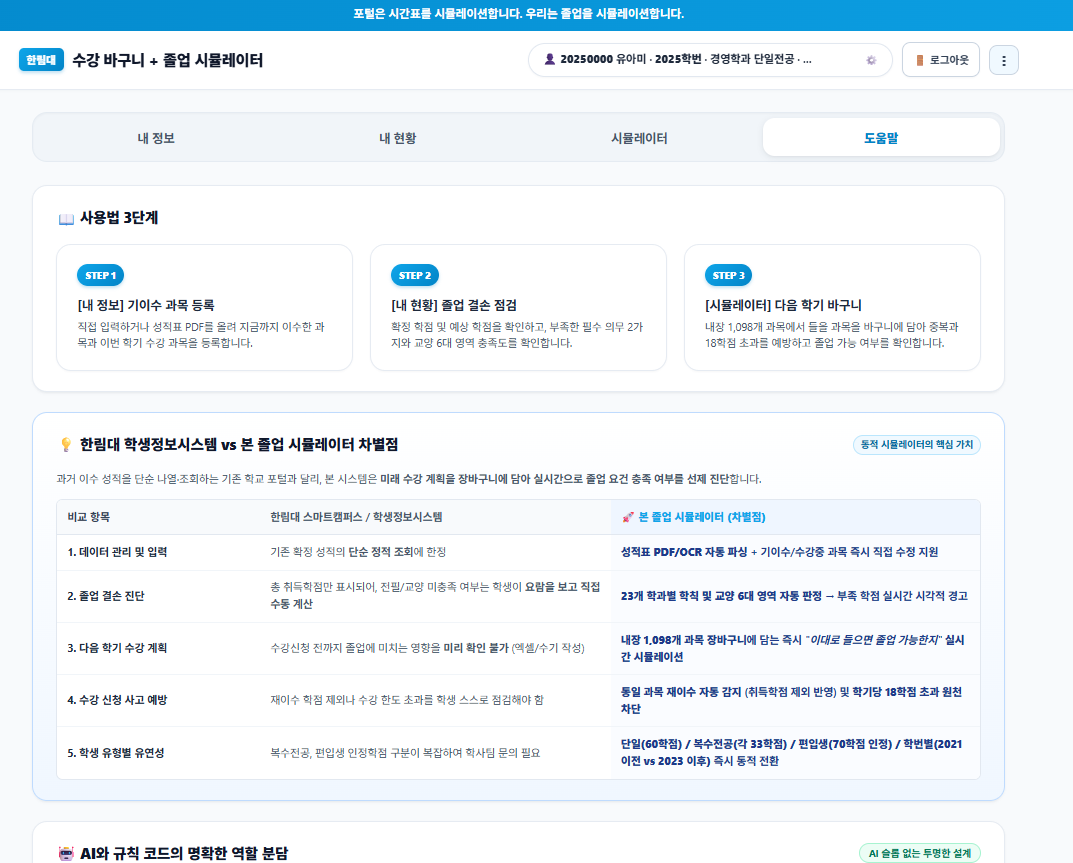 포털은 시간표를 시뮬레이션합니다. 우리는 졸업을 시뮬레이션합니다.
한림대 수강 바구니 + 졸업 시뮬레이터
20250000 유아미 · 2025학번 · 경영학과 단일전공 · ...
로그아웃
내 정보
내 현황
시뮬레이터
도움말
사용법 3단계
STEP 1
[내 정보] 기이수 과목 등록
직접 입력하거나 성적표 PDF를 올려 지금까지 이수한 과
목과 이번 학기 수강 과목을 등록합니다.
STEP 2
[내 현황] 졸업 결손 점검
확정 학점 및 예상 학점을 확인하고, 부족한 필수 의무 2가
지와 교양 6대 영역 충족도를 확인합니다.
STEP 3
[시뮬레이터] 다음 학기 바구니
내장 1,098개 과목에서 들을 과목을 바구니에 담아 중복과
18학점 초과를 예방하고 졸업 가능 여부를 확인합니다.
한림대 학생정보시스템 vs 본 졸업 시뮬레이터 차별점
동적 시뮬레이터의 핵심 가치
과거 이수 성적을 단순 나열·조회하는 기존 학교 포털과 달리, 본 시스템은 미래 수강 계획을 장바구니에 담아 실시간으로 졸업 요건 충족 여부를 선제 진단합니다.
비교 항목
한림대 스마트캠퍼스 / 학생정보시스템
본 졸업 시뮬레이터 (차별점)
1. 데이터 관리 및 입력
기존 확정 성적의 단순 정적 조회에 한정
성적표 PDF/OCR 자동 파싱 + 기이수/수강중 과목 즉시 직접 수정 지원
2. 졸업 결손 진단
총 취득학점만 표시되어, 전필/교양 미충족 여부는 학생이 요람을 보고 직접
수동 계산
23개 학과별 학칙 및 교양 6대 영역 자동 판정 → 부족 학점 실시간 시각적 경고
3. 다음 학기 수강 계획
수강신청 전까지 졸업에 미치는 영향을 미리 확인 불가 (엑셀/수기 작성)
내장 1,098개 과목 장바구니에 담는 즉시 "이대로 들으면 졸업 가능한지" 실시
간 시뮬레이션
4. 수강 신청 사고 예방
재이수 학점 제외나 수강 한도 초과를 학생 스스로 점검해야 함
동일 과목 재이수 자동 감지 (취득학점 제외 반영) 및 학기당 18학점 초과 원천
차단
5. 학생 유형별 유연성
복수전공, 편입생 인정학점 구분이 복잡하여 학사팀 문의 필요
단일(60학점) / 복수전공(각 33학점) / 편입생(70학점 인정) / 학번별(2021
이전 vs 2023 이후) 즉시 동적 전환
AI와 규칙 코드의 명확한 역할 분담
AI 슬롭 없는 투명한 설계